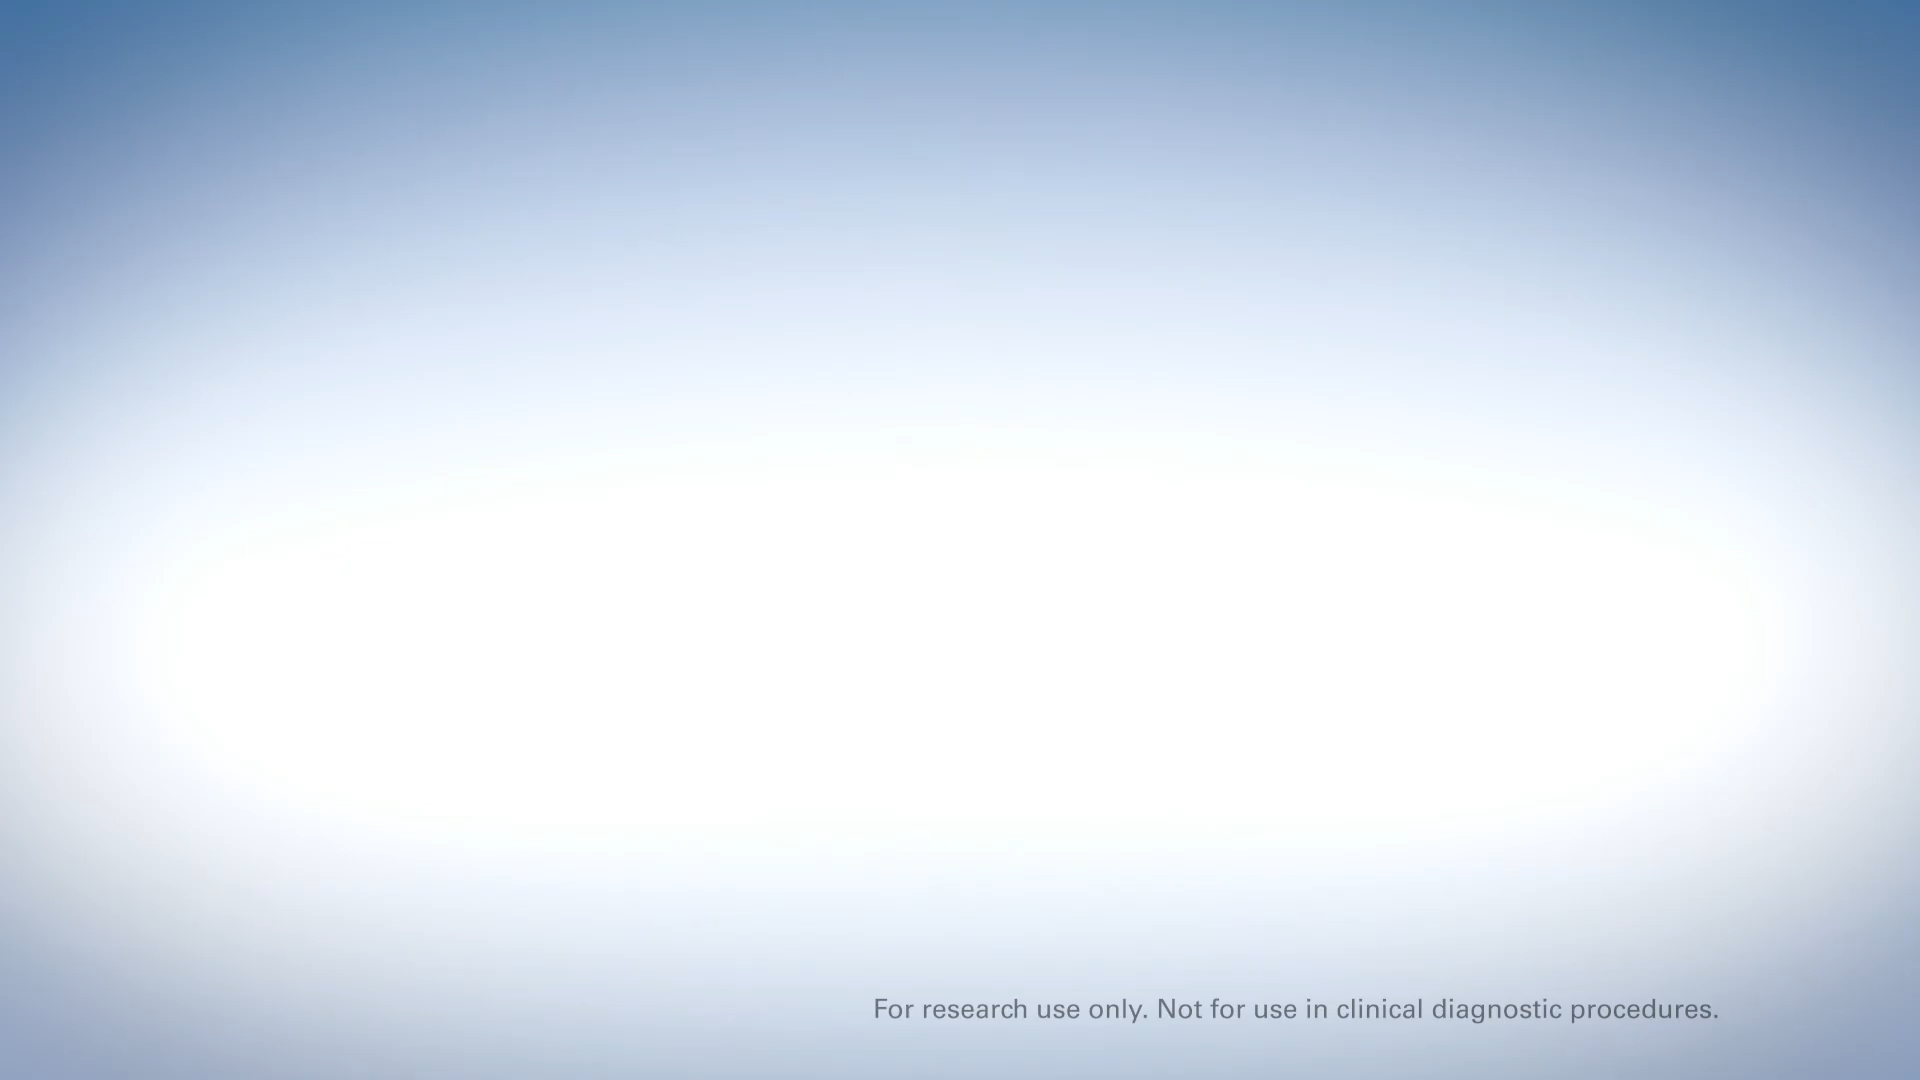 For research use only. Not for use in clinical diagnostic procedures.